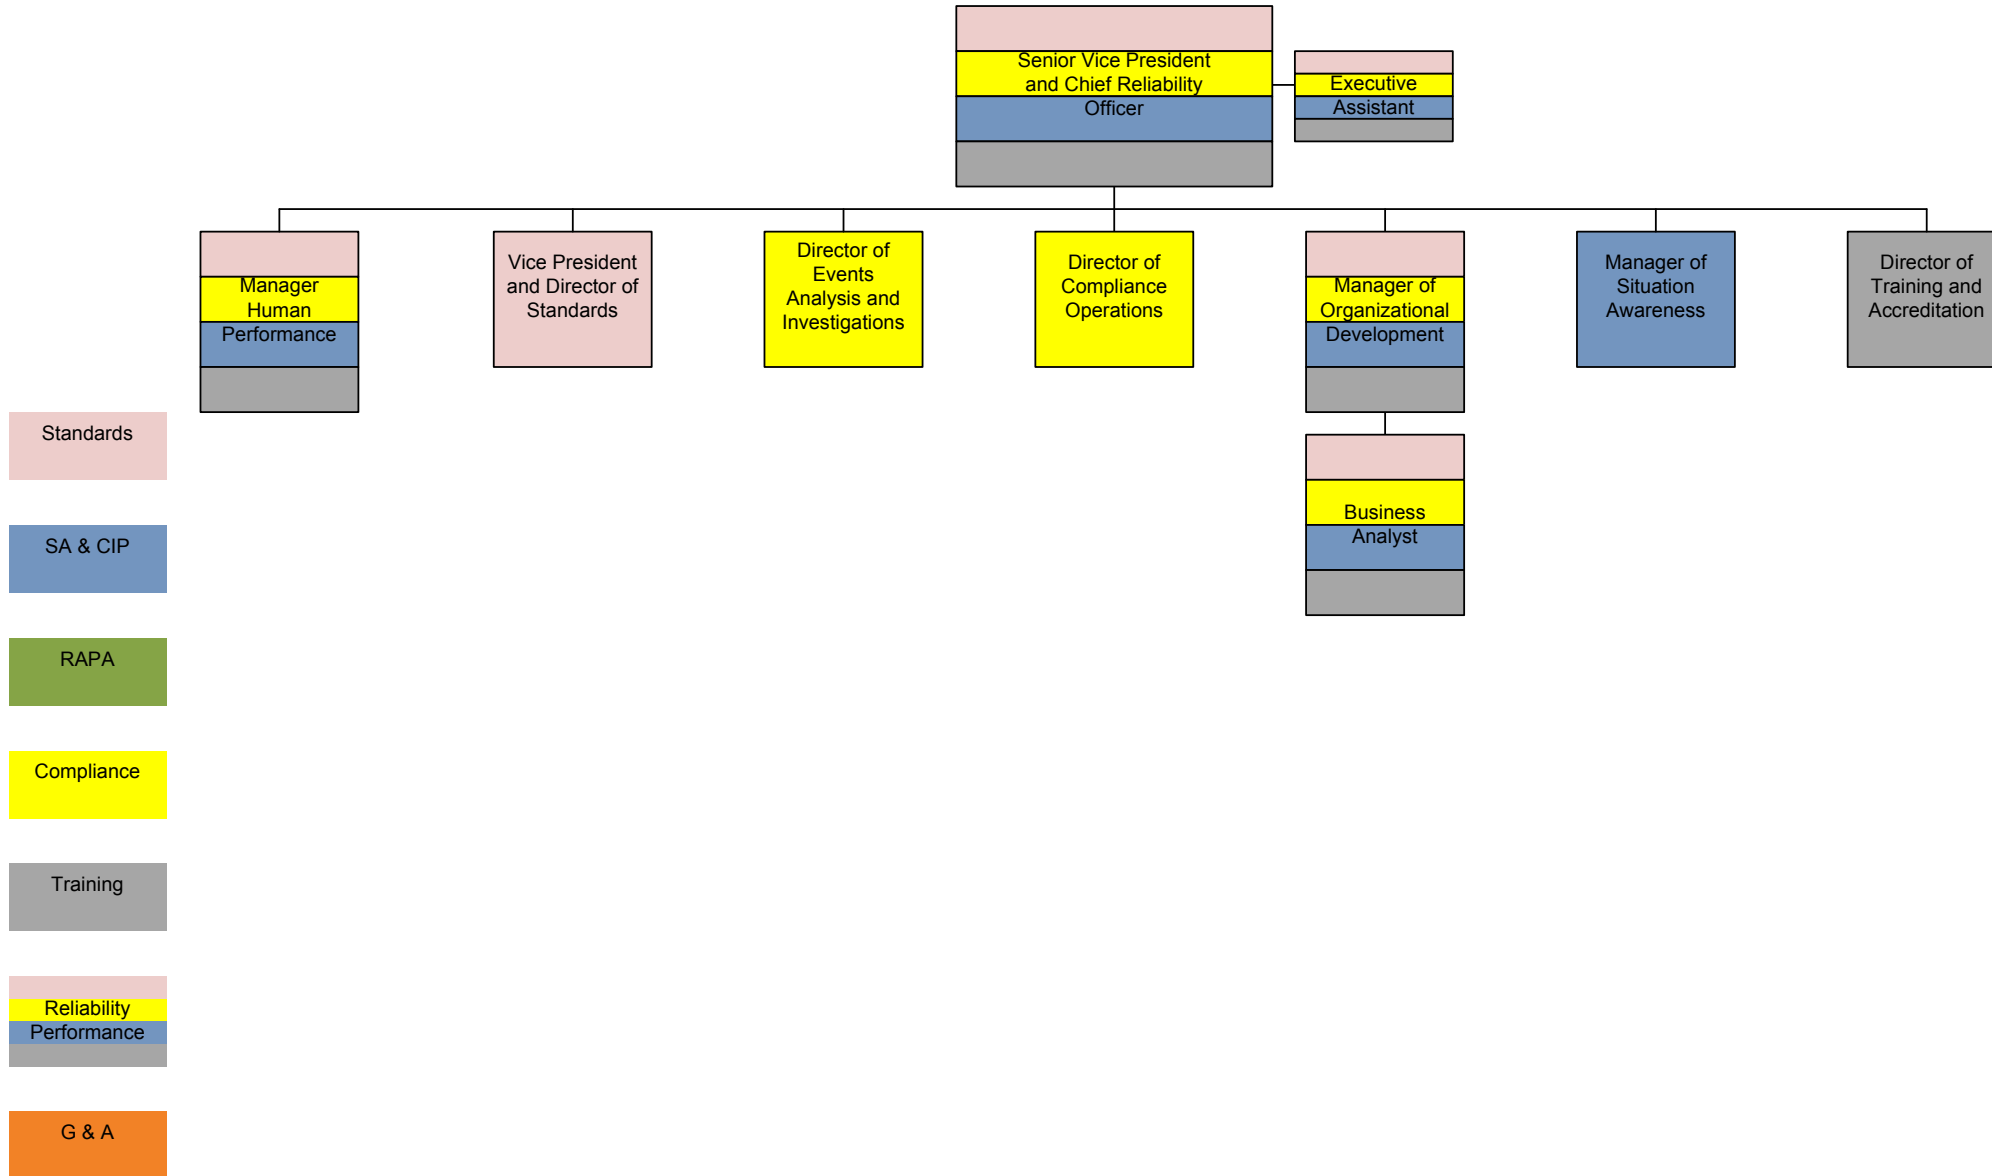 Senior Vice President
and Chief Reliability
Officer
Executive
Assistant
Manager
Human
Performance
Vice President
and Director of
Standards
Director of
Events
Analysis and
Investigations
Director of
Compliance
Operations
Manager of
Organizational
Development
Manager of
Situation
Awareness
Director of
Training and
Accreditation
Business
Analyst
Standards
SA & CIP
RAPA
Compliance
Training
Reliability
Performance
G & A